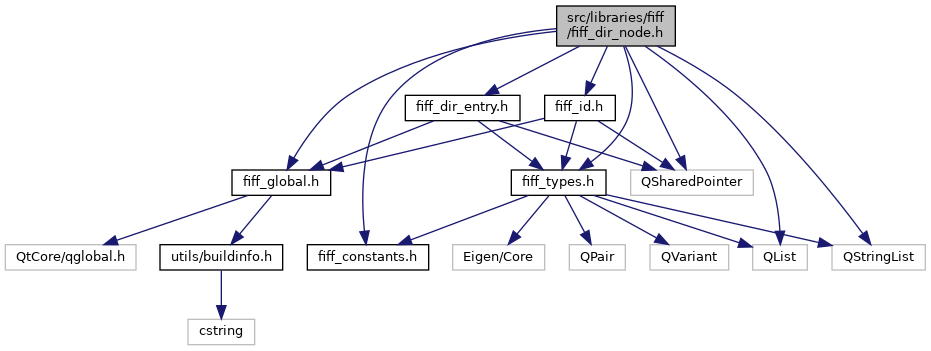 src/libraries/fiff
/fiff_dir_node.h
fiff_dir_entry.h
fiff_id.h
fiff_global.h
fiff_types.h
QSharedPointer
QtCore/qglobal.h
utils/buildinfo.h
fiff_constants.h
Eigen/Core
QPair
QVariant
QList
QStringList
cstring